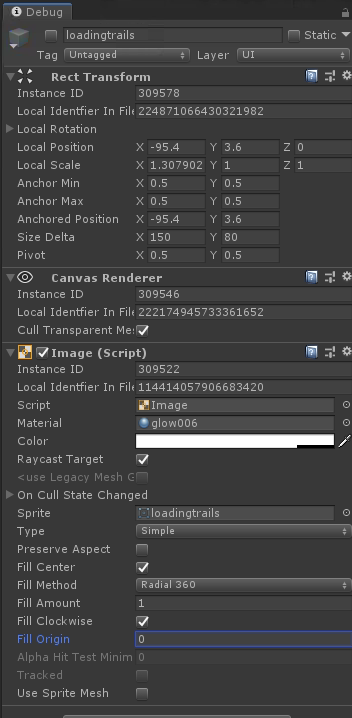 Debug
loadingtrails Static
Tag Untagged Layer UI
Rect Transform
Instance ID 309578
Local Identfier In File 224871066430321982
Local Rotation
Local Position X -95.4 Y 3.6 Z 0
Local Scale X 1.307902 Y 1 Z 1
Anchor Min X 0.5 Y 0.5
Anchor Max X 0.5 Y 0.5
Anchored Position X -95.4 Y 3.6
Size Delta X 150 Y 80
Pivot X 0.5 Y 0.5
Canvas Renderer
Instance ID 309546
Local Identfier In File 222174945733361652
Cull Transparent Mes
Image (Script)
Instance ID 309522
Local Identfier In File 114414057906683420
Script Image
Material glow006
Color
Raycast Target
<use Legacy Mesh G
On Cull State Changed
Sprite loadingtrails
Type Simple
Preserve Aspect
Fill Center
Fill Method Radial 360
Fill Amount 1
Fill Clockwise
Fill Origin 0
Alpha Hit Test Minim 0
Tracked
Use Sprite Mesh